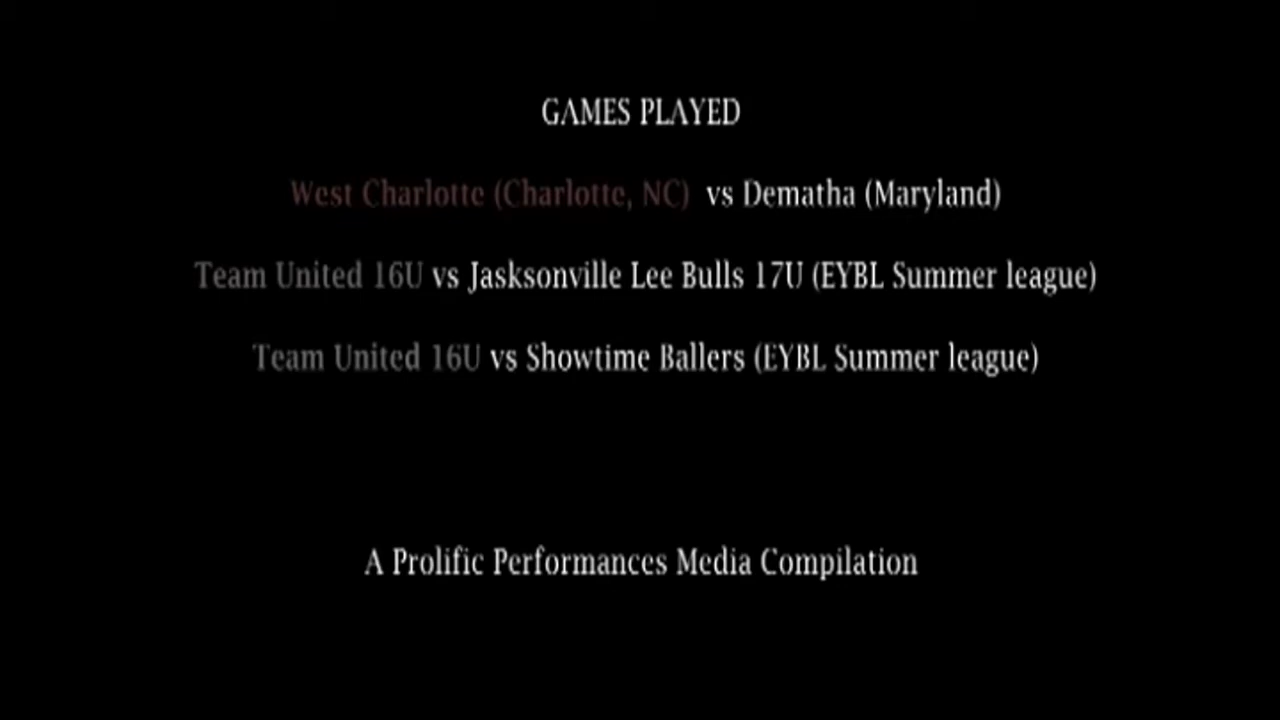 GAMES PLAYED
West Charlotte (Charlotte, NC) vs Dematha (Maryland)
Team United 16U vs Jasksonville Lee Bulls 17U (EYBL Summer league)
Team United 16U vs Showtime Ballers (EYBL Summer league)
A Prolific Performances Media Compilation